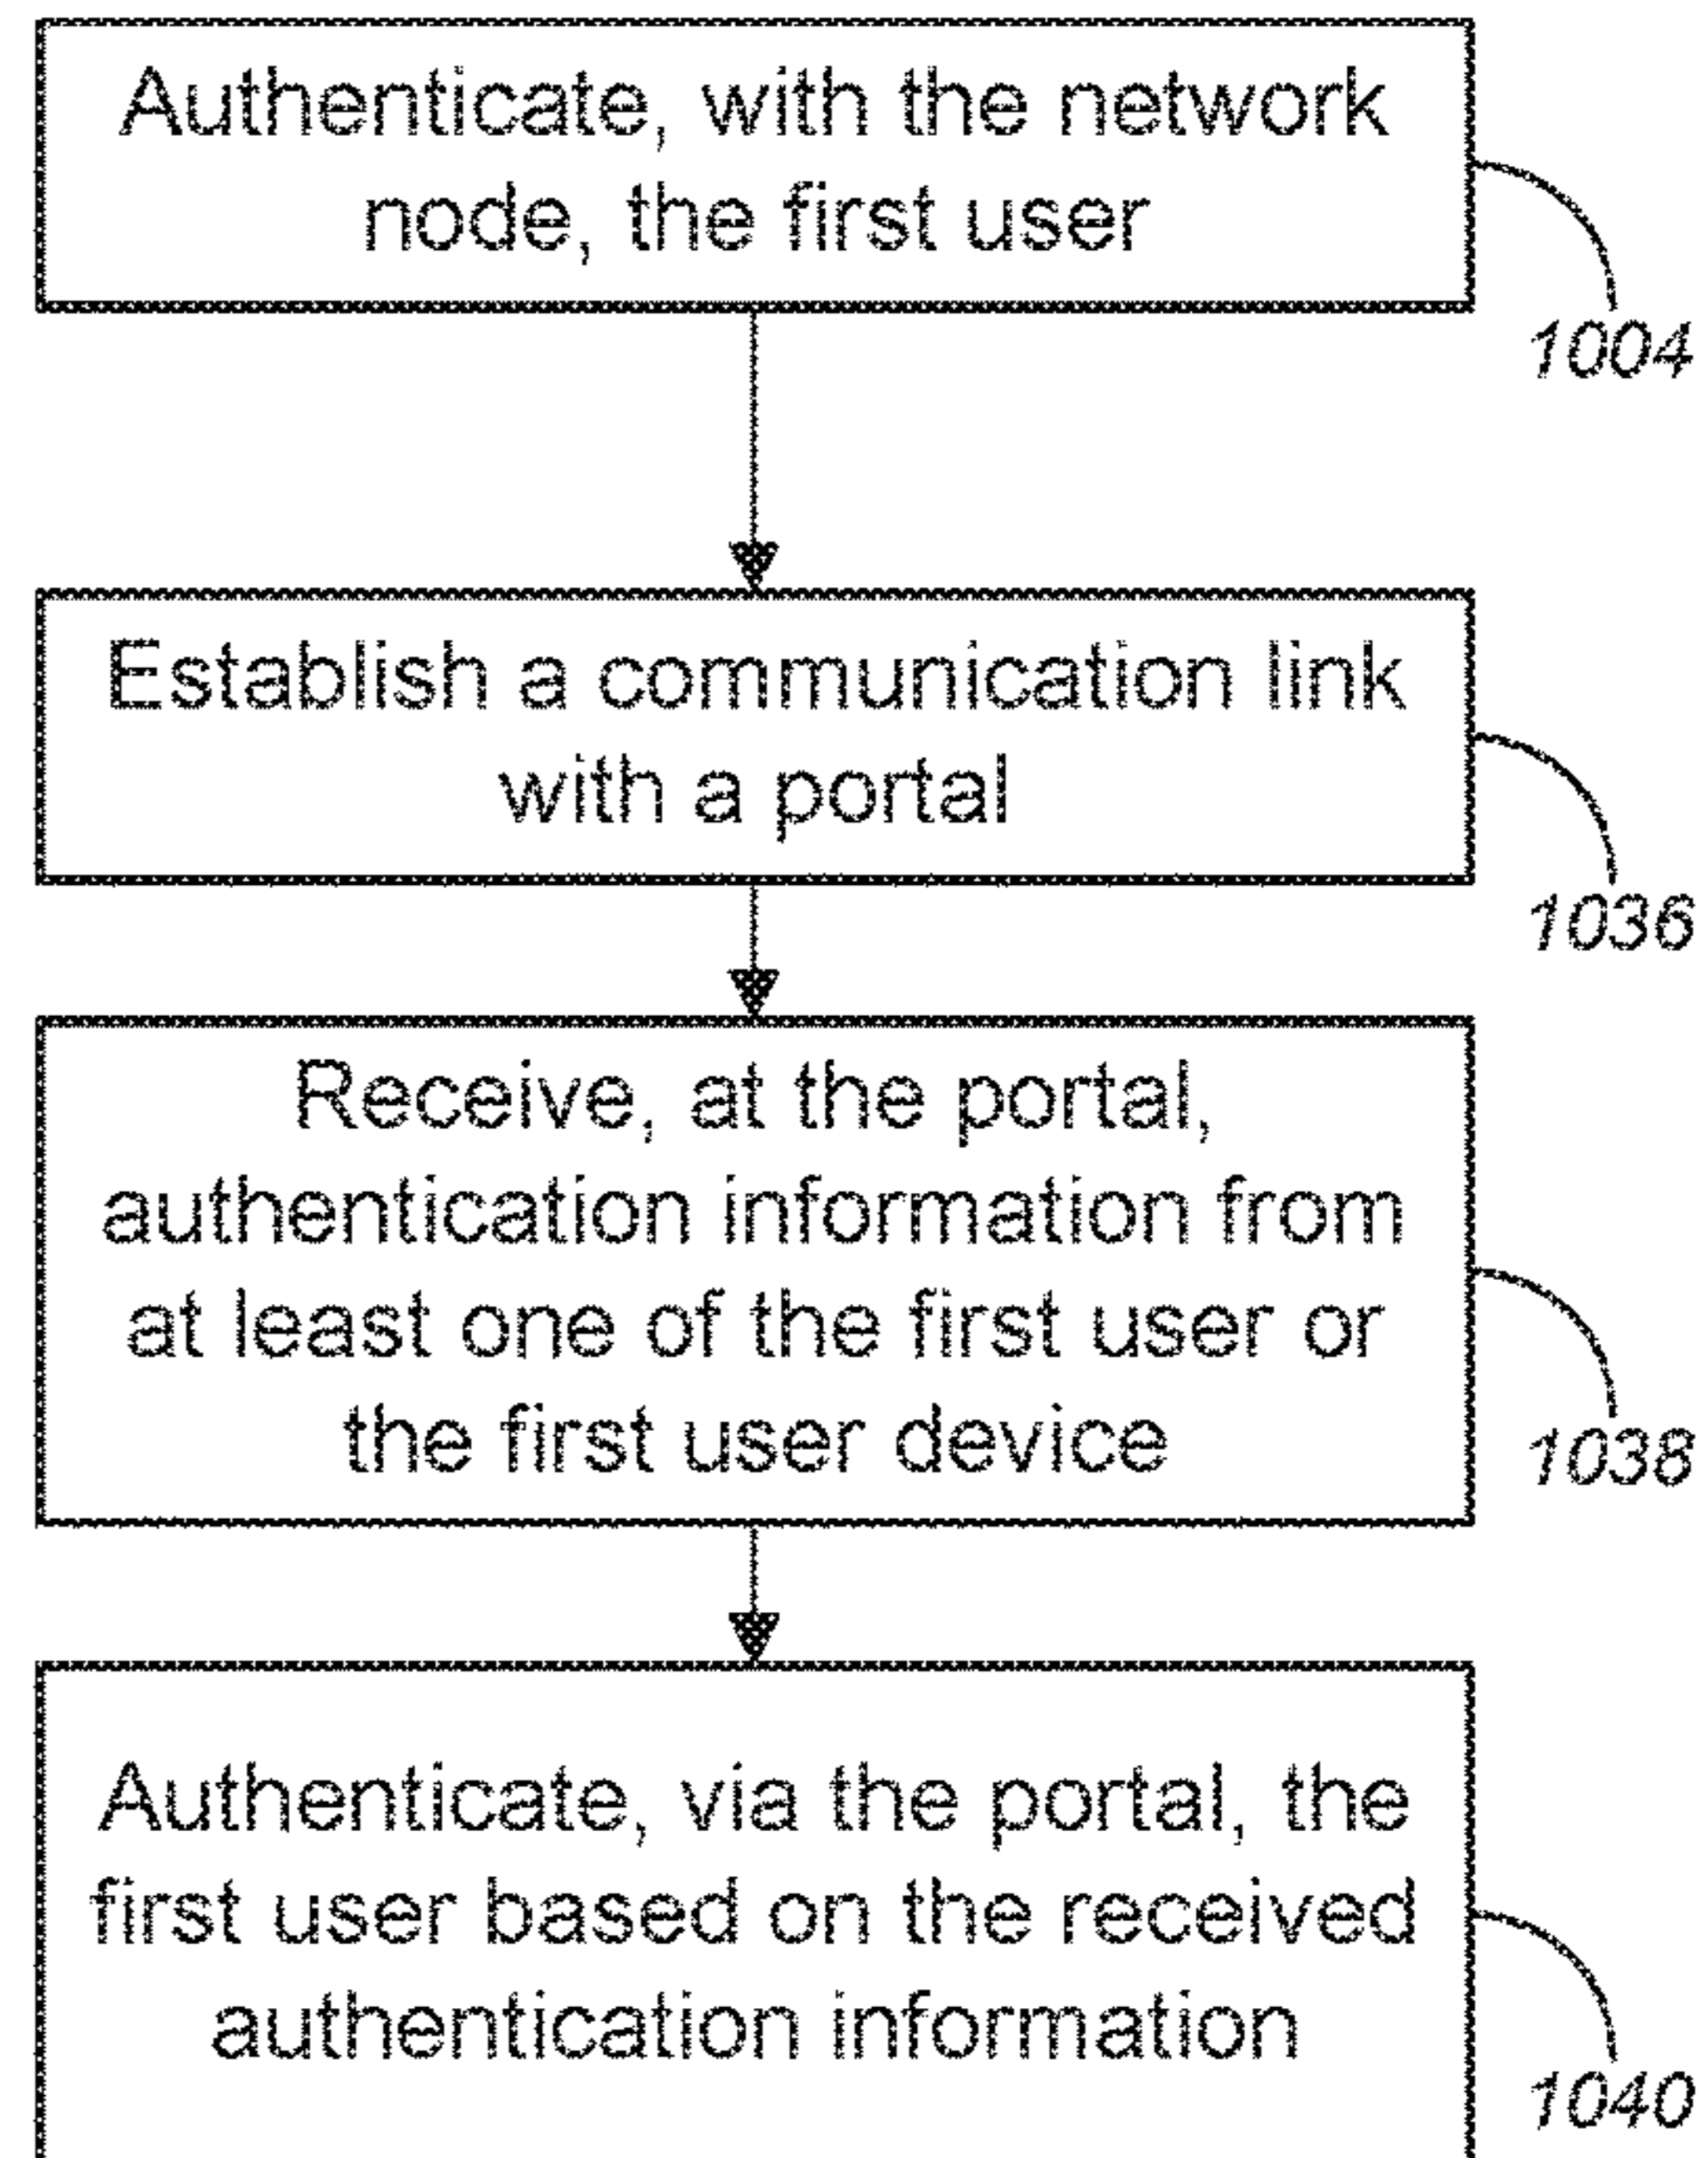 Authenticate, with the network
node, the first user
1004
Establish a communication link
with a portal
1036
Receive, at the portal,
authentication information from
at least one of the first user or
the first user device
1038
Authenticate, via the portal, the
first user based on the received
authentication information
1040